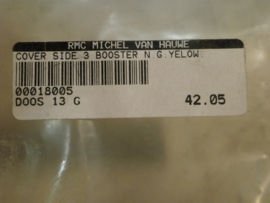 RMC MICHEL VAN HAUWE
COVER SIDE 3 BOOSTER N G.YELOW.
00018005
DOOS 13 G 42.05